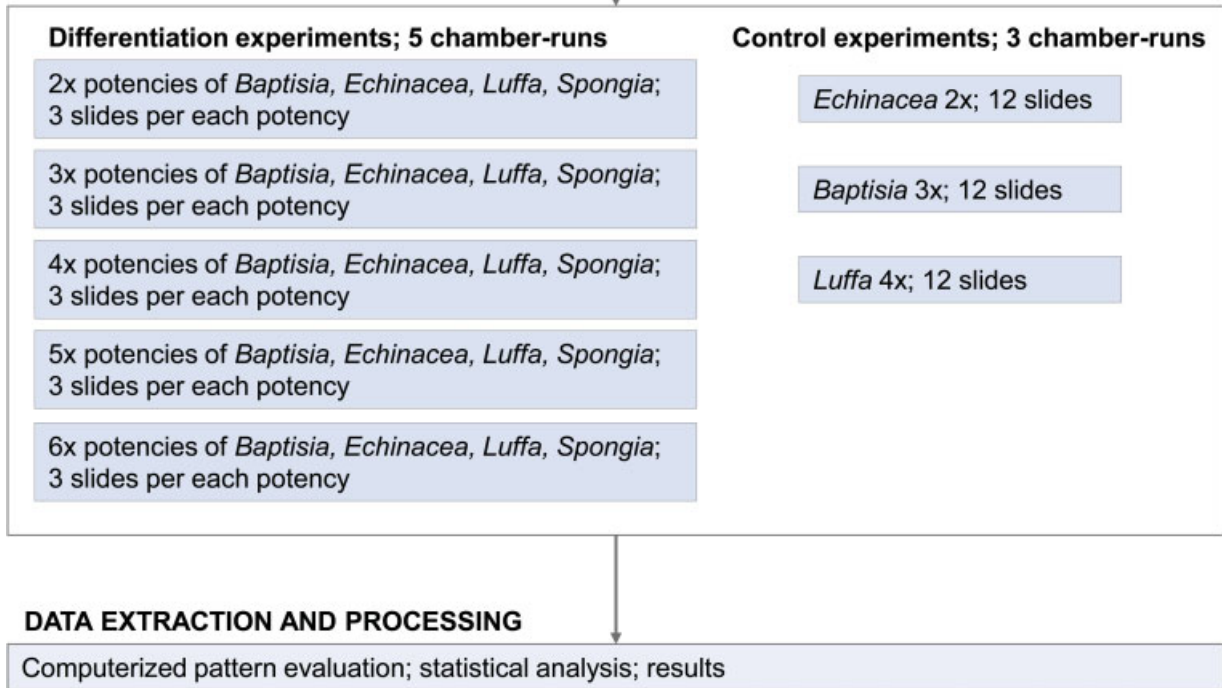 Differentiation experiments; 5 chamber-runs
2x potencies of Baptisia, Echinacea, Luffa, Spongia;
3 slides per each potency
3x potencies of Baptisia, Echinacea, Luffa, Spongia;
3 slides per each potency
4x potencies of Baptisia, Echinacea, Luffa, Spongia;
3 slides per each potency
5x potencies of Baptisia, Echinacea, Luffa, Spongia;
3 slides per each potency
6x potencies of Baptisia, Echinacea, Luffa, Spongia;
3 slides per each potency
Control experiments; 3 chamber-runs
Echinacea 2x; 12 slides
Baptisia 3x; 12 slides
Luffa 4x; 12 slides
DATA EXTRACTION AND PROCESSING
Computerized pattern evaluation; statistical analysis; results